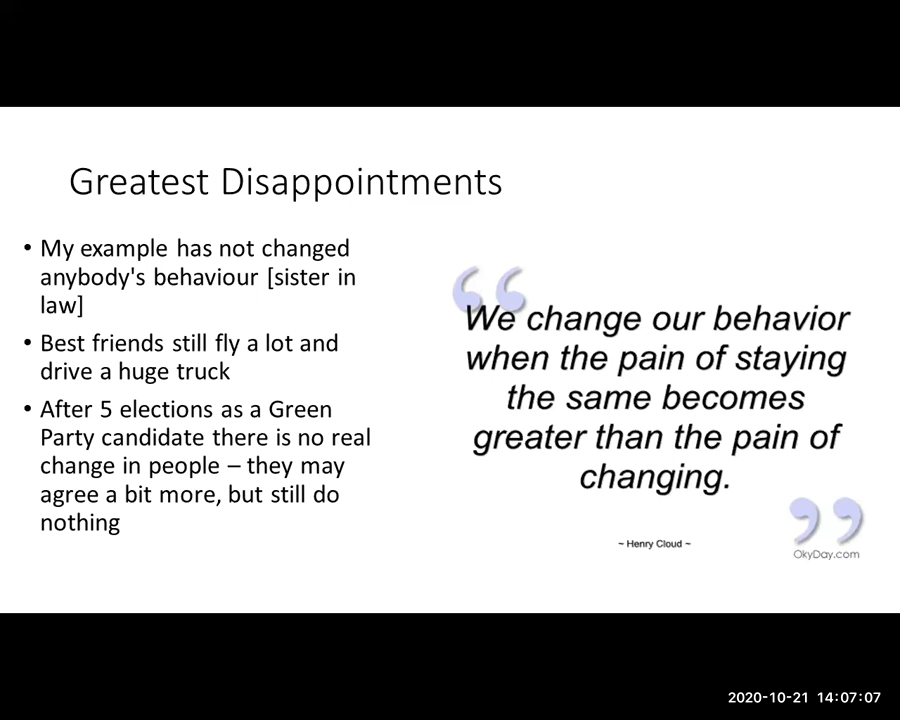 Greatest Disappointments
• My example has not changed
anybody's behaviour [sister in
law]
• Best friends still fly a lot and
drive a huge truck
• After 5 elections as a Green
Party candidate there is no real
change in people – they may
agree a bit more, but still do
nothing
“
We change our behavior
when the pain of staying
the same becomes
greater than the pain of
changing.
”
~ Henry Cloud ~
OkyDay.com
2020-10-21 14:07:07